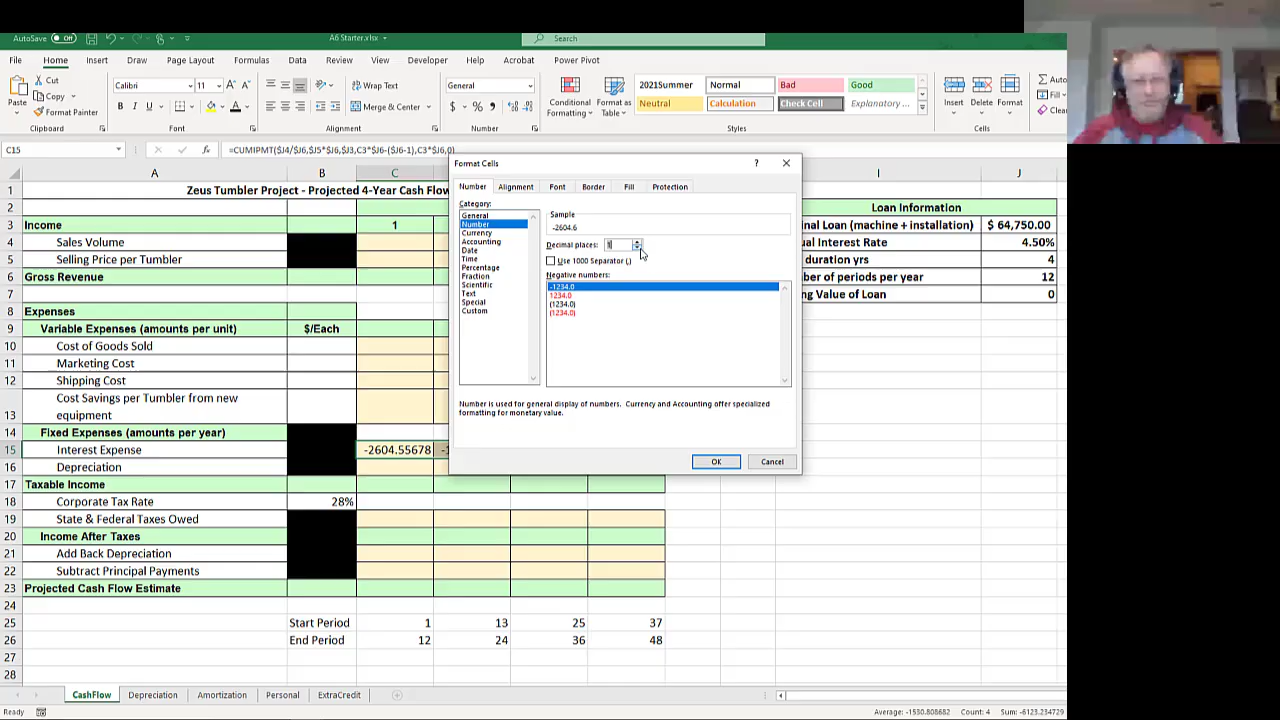 AutoSave Off A6 Starter.xlsx Search
File Home Insert Draw Page Layout Formulas Data Review View Developer Help Acrobat Power Pivot
Cut Calibri 11 Wrap Text General 2021Summer Normal Bad Good
Paste Copy Format Painter B I U Merge & Center $ % Conditional Formatting Format as Table Neutral Calculation Check Cell Explanatory ... Insert Delete Format Fill
Clipboard Font Alignment Number Styles Cells
C15 fx =CUMIPMT($J4/$J6,$J5*$J6,$J3,C3*$J6-($J6-1),C3*$J6,0)
A B C I J
1 Zeus Tumbler Project - Projected 4-Year Cash Flow
2 Loan Information
3 Income 1 nal Loan (machine + installation) $ 64,750.00
4 Sales Volume ual Interest Rate 4.50%
5 Selling Price per Tumbler duration yrs 4
6 Gross Revenue ber of periods per year 12
7 ng Value of Loan 0
8 Expenses
9 Variable Expenses (amounts per unit) $/Each
10 Cost of Goods Sold
11 Marketing Cost
12 Shipping Cost
Cost Savings per Tumbler from new
13 equipment
14 Fixed Expenses (amounts per year)
15 Interest Expense -2604.55678 -1
16 Depreciation
17 Taxable Income
18 Corporate Tax Rate 28%
19 State & Federal Taxes Owed
20 Income After Taxes
21 Add Back Depreciation
22 Subtract Principal Payments
23 Projected Cash Flow Estimate
24
25 Start Period 1 13 25 37
26 End Period 12 24 36 48
27
28
Format Cells ?
Number Alignment Font Border Fill Protection
Category:
General
Number
Currency
Accounting
Date
Time
Percentage
Fraction
Scientific
Text
Special
Custom
Sample
-2604.6
Decimal places: 1
Use 1000 Separator (,)
Negative numbers:
-1234.0
1234.0
(1234.0)
(1234.0)
Number is used for general display of numbers. Currency and Accounting offer specialized
formatting for monetary value.
OK Cancel
CashFlow Depreciation Amortization Personal ExtraCredit
Ready Average: -1530.808682 Count: 4 Sum: -6123.234729